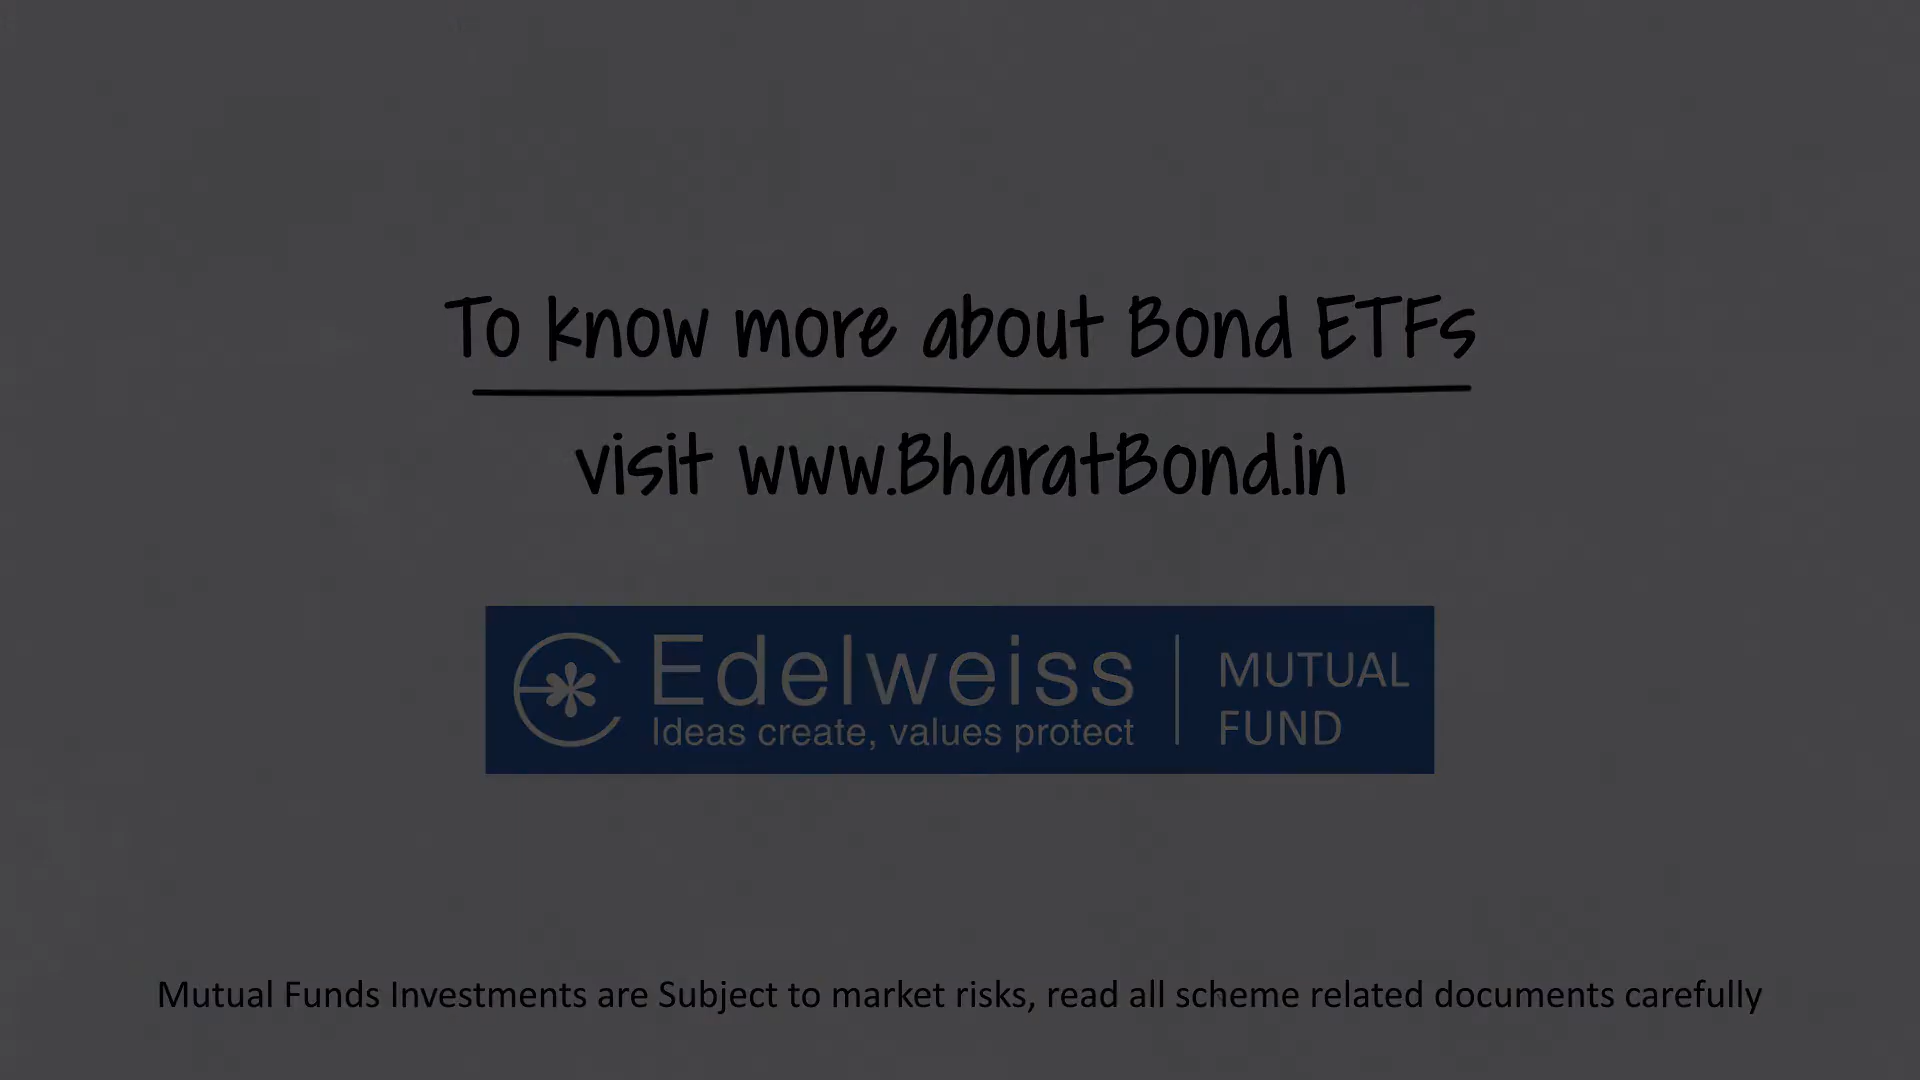 To know more about Bond ETFs
visit www.BharatBond.in
Edelweiss
Ideas create, values protect
MUTUAL
FUND
Mutual Funds Investments are Subject to market risks, read all scheme related documents carefully